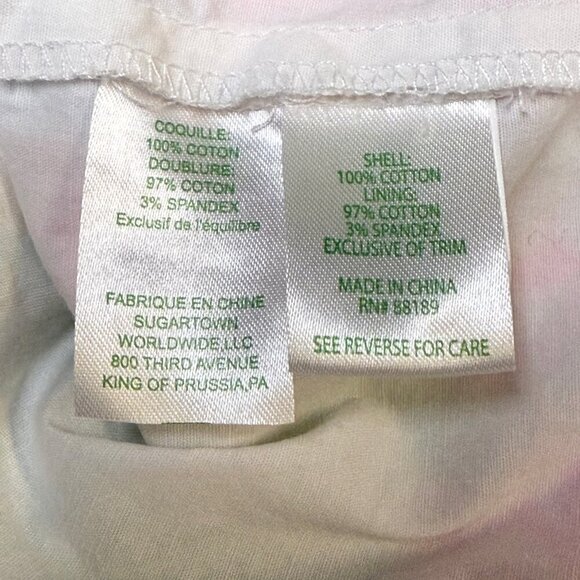 COQUILLE:
100% COTON
DOUBLURE:
97% COTON
3% SPANDEX
Exclusif de l'équilibre
FABRIQUE EN CHINE
SUGARTOWN
WORLDWIDE,LLC
800 THIRD AVENUE
KING OF PRUSSIA,PA
SHELL:
100% COTTON
LINING:
97% COTTON
3% SPANDEX
EXCLUSIVE OF TRIM
MADE IN CHINA
RN# 88189
SEE REVERSE FOR CARE